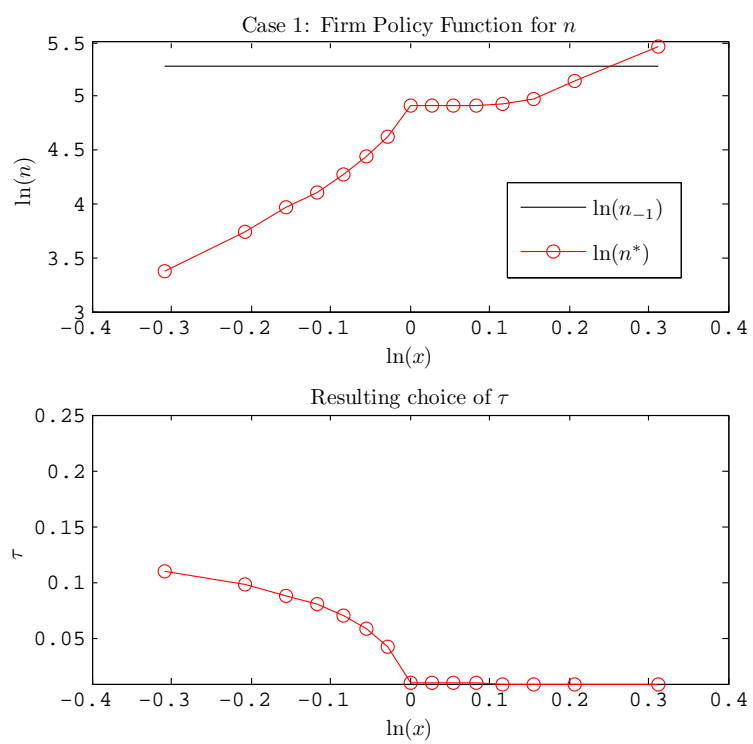 Case 1: Firm Policy Function for n
5.5
5
4.5
4
3.5
3
ln(n)
ln(n₋₁)
ln(n*)
−0.4 −0.3 −0.2 −0.1 0 0.1 0.2 0.3 0.4
ln(x)
Resulting choice of τ
0.25
0.2
0.15
0.1
0.05
τ
−0.4 −0.3 −0.2 −0.1 0 0.1 0.2 0.3 0.4
ln(x)